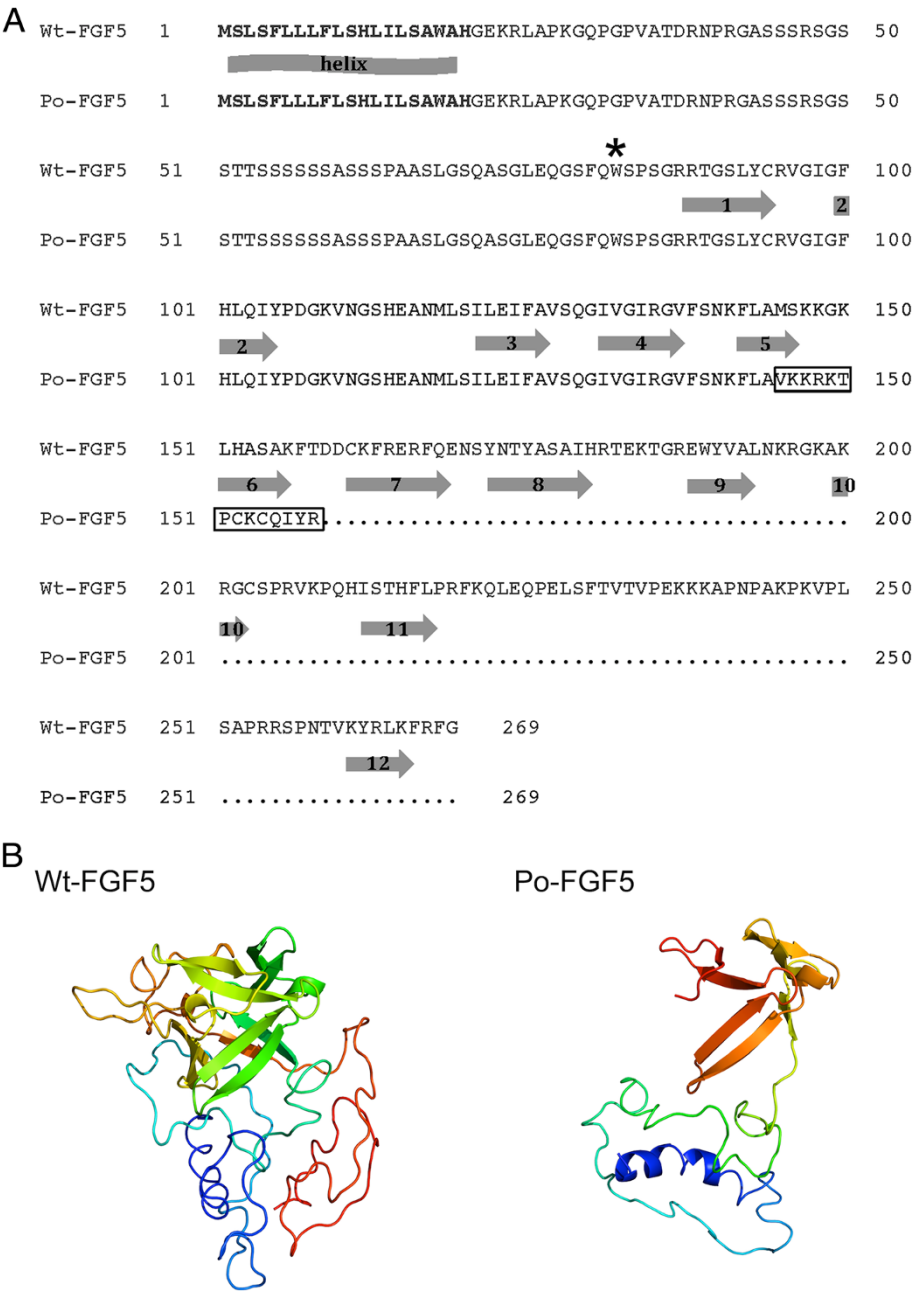 A
Wt-FGF5 1 MSLSFLLLFLSHLILSAWAHGEKRLAPKGQPGPVATDRNPRGASSSRSGS 50
helix
Po-FGF5 1 MSLSFLLLFLSHLILSAWAHGEKRLAPKGQPGPVATDRNPRGASSSRSGS 50
*
Wt-FGF5 51 STTSSSSSSASSSPAASLGSQASGLEQGSFQWSPSGRRTGSLYCRVGIGF 100
1 2
Po-FGF5 51 STTSSSSSSASSSPAASLGSQASGLEQGSFQWSPSGRRTGSLYCRVGIGF 100
Wt-FGF5 101 HLQIYPDGKVNGSHEANMLSILEIFAVSQGIVGIRGVFSNKFLAMSKKGK 150
2 3 4 5
Po-FGF5 101 HLQIYPDGKVNGSHEANMLSILEIFAVSQGIVGIRGVFSNKFLAVKKRKT 150
Wt-FGF5 151 LHASAKFTDDCKFRERFQENSYNTYASAIHRTEKTGREWYVALNKRGKAK 200
6 7 8 9 10
Po-FGF5 151 PCKCQIYR.......................................... 200
Wt-FGF5 201 RGCSPRVKPQHISTHFLPRFKQLEQPELSFTVTVPEKKKAPNPAKPKVPL 250
10 11
Po-FGF5 201 .................................................. 250
Wt-FGF5 251 SAPRRSPNTVKYRLKFRFG 269
12
Po-FGF5 251 ................... 269
B
Wt-FGF5 Po-FGF5